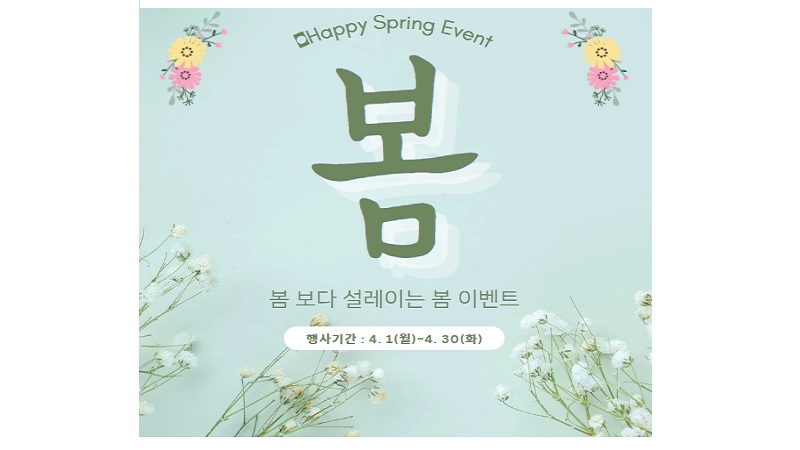 Happy Spring Event
봄
봄 보다 설레이는 봄 이벤트
행사기간 : 4. 1(월)~4. 30(화)